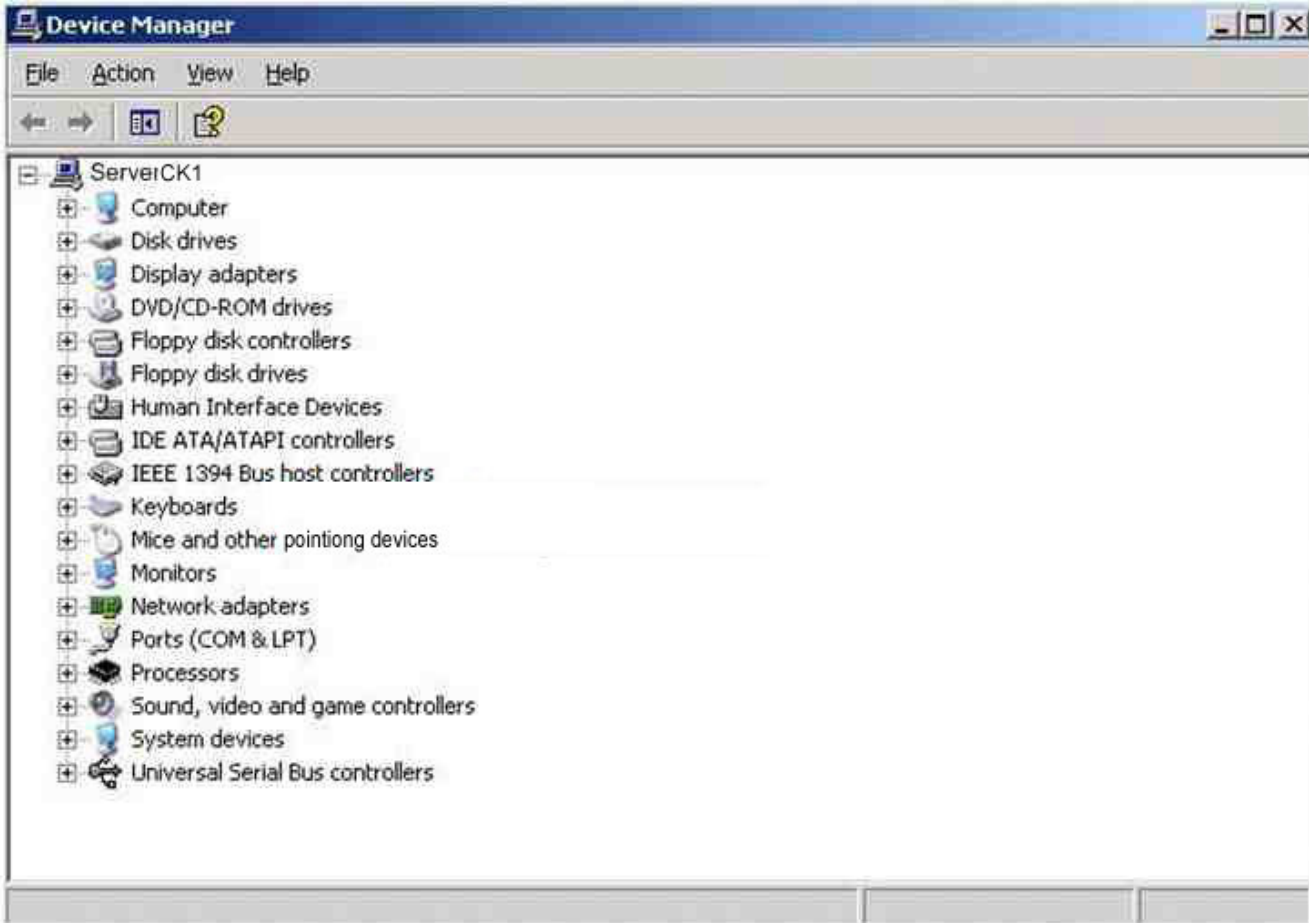 Device Manager
File Action View Help
ServerCK1
Computer
Disk drives
Display adapters
DVD/CD-ROM drives
Floppy disk controllers
Floppy disk drives
Human Interface Devices
IDE ATA/ATAPI controllers
IEEE 1394 Bus host controllers
Keyboards
Mice and other pointiong devices
Monitors
Network adapters
Ports (COM & LPT)
Processors
Sound, video and game controllers
System devices
Universal Serial Bus controllers